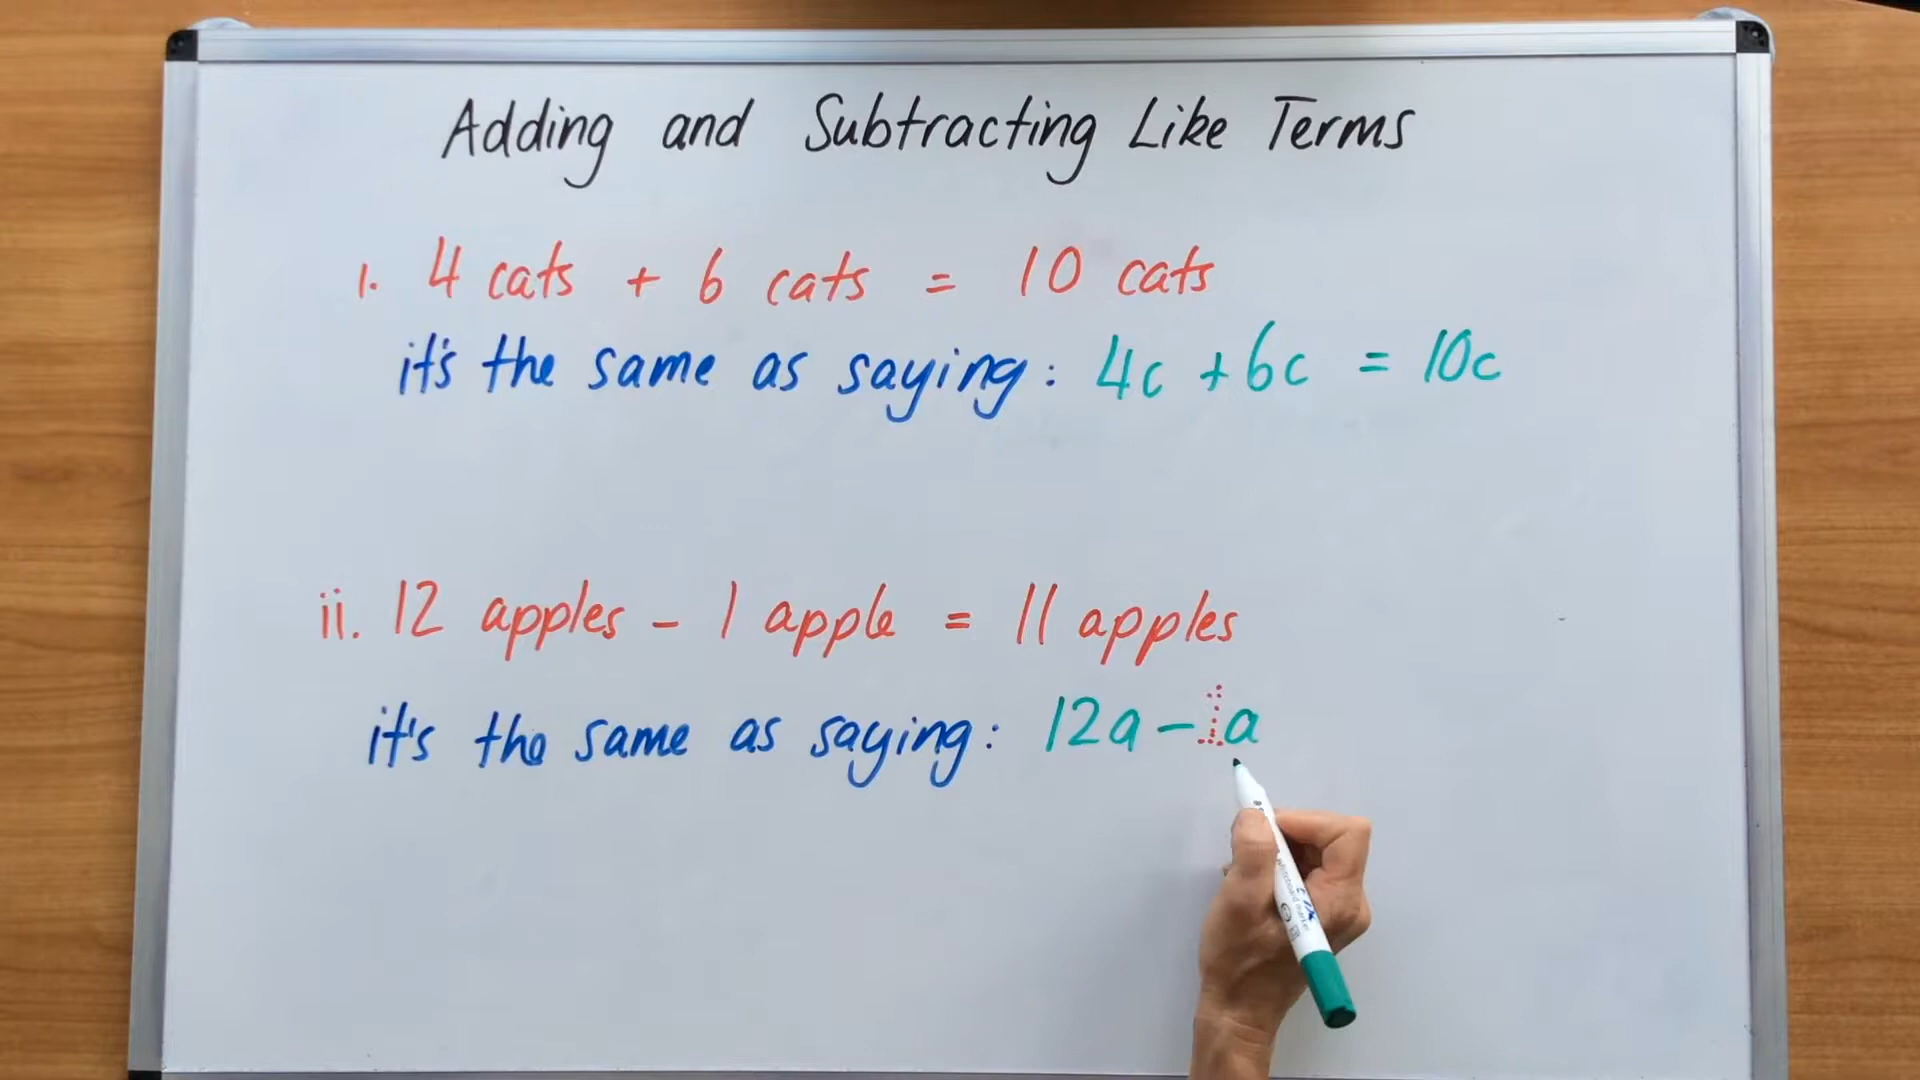 Adding and Subtracting Like Terms
i. 4 cats + 6 cats = 10 cats
it's the same as saying: 4c + 6c = 10c
ii. 12 apples - 1 apple = 11 apples
it's the same as saying: 12a - 1a